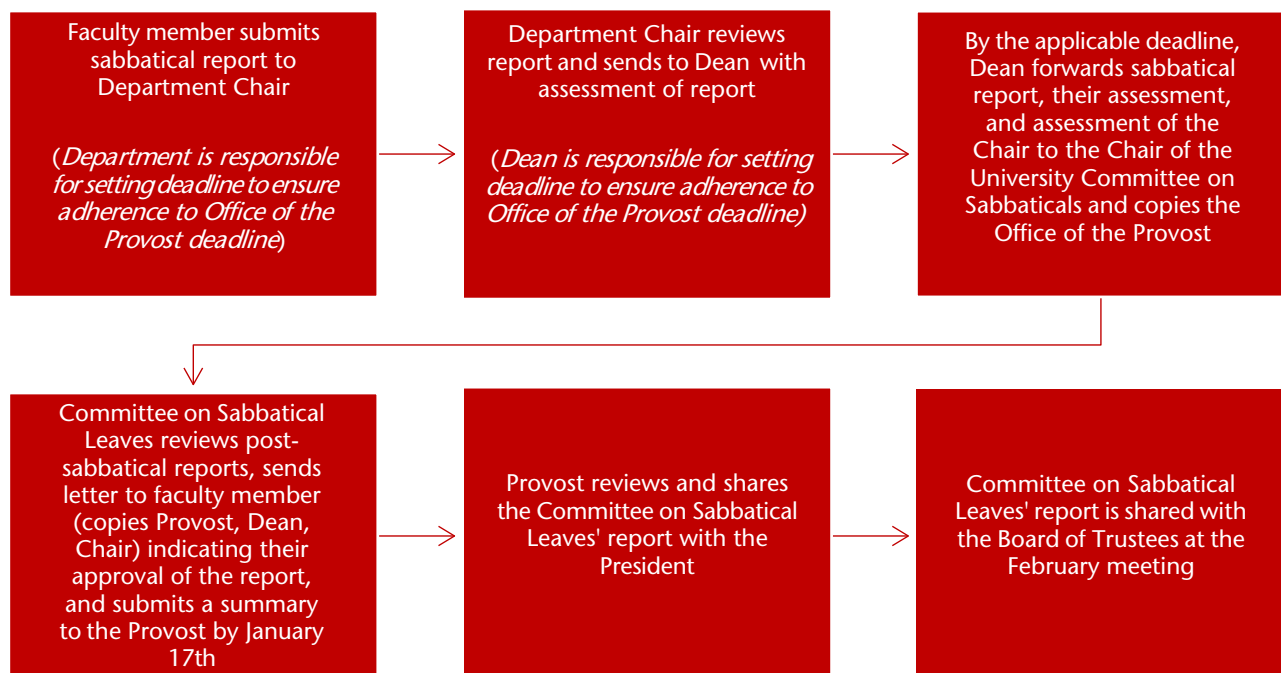 Faculty member submits
sabbatical report to
Department Chair
(Department is responsible
for setting deadline to ensure
adherence to Office of the
Provost deadline)
Department Chair reviews
report and sends to Dean with
assessment of report
(Dean is responsible for setting
deadline to ensure adherence to
Office of the Provost deadline)
By the applicable deadline,
Dean forwards sabbatical
report, their assessment,
and assessment of the
Chair to the Chair of the
University Committee on
Sabbaticals and copies the
Office of the Provost
Committee on Sabbatical
Leaves reviews post-
sabbatical reports, sends
letter to faculty member
(copies Provost, Dean,
Chair) indicating their
approval of the report,
and submits a summary
to the Provost by January
17th
Provost reviews and shares
the Committee on Sabbatical
Leaves' report with the
President
Committee on Sabbatical
Leaves' report is shared with
the Board of Trustees at the
February meeting